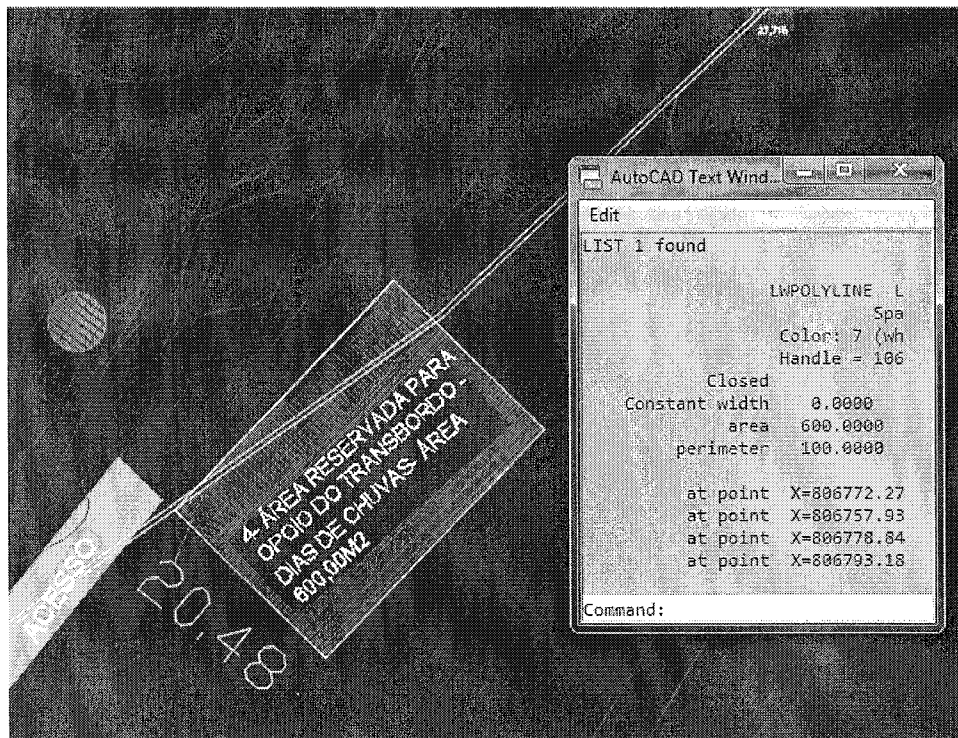 27,716
AutoCAD Text Wind...
Edit
LIST 1 found
LWPOLYLINE L
Spa
Color: 7 (wh
Handle = 106
Closed
Constant width 0.0000
area 600.0000
perimeter 100.0000
at point X=806772.27
at point X=806757.93
at point X=806778.84
at point X=806793.18
Command:
4. ÁREA RESERVADA PARA
OPOIO DO TRANSBORDO -
DIAS DE CHUVAS- ÁREA
600,00M2
ACESSO
20,48